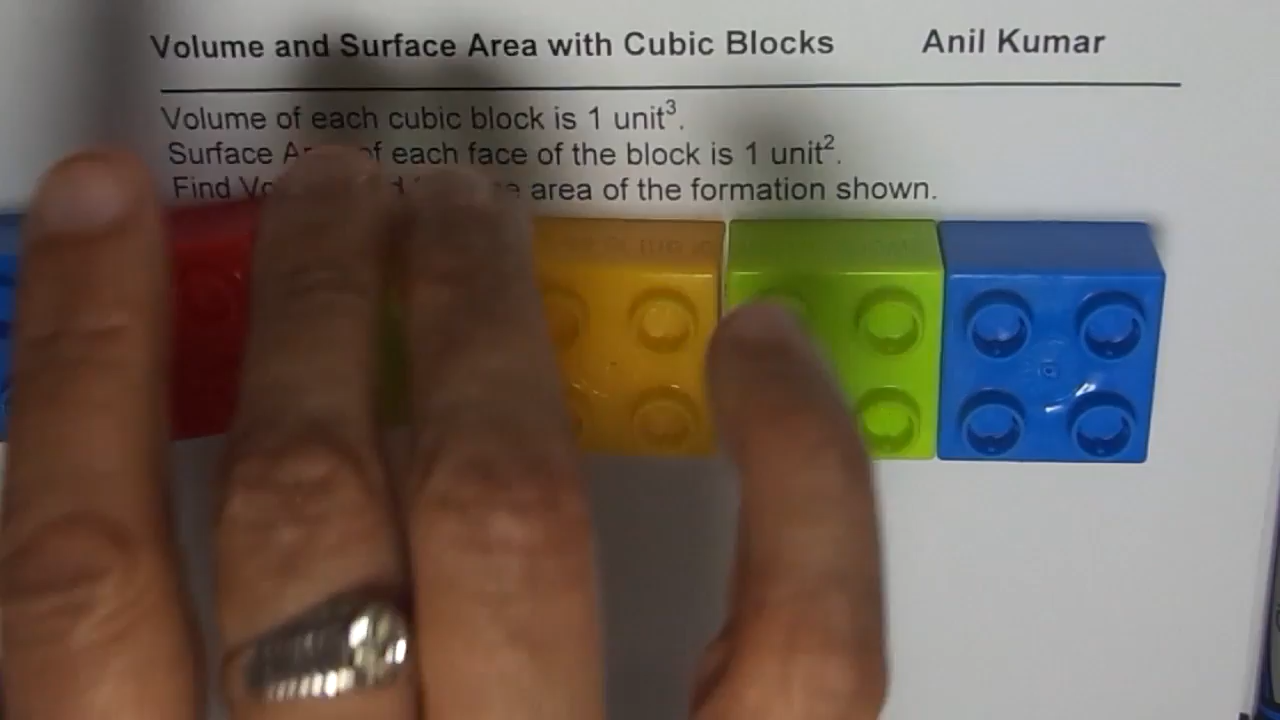 Volume and Surface Area with Cubic Blocks Anil Kumar
Volume of each cubic block is 1 unit³.
Surface of each face of the block is 1 unit².
Find area of the formation shown.